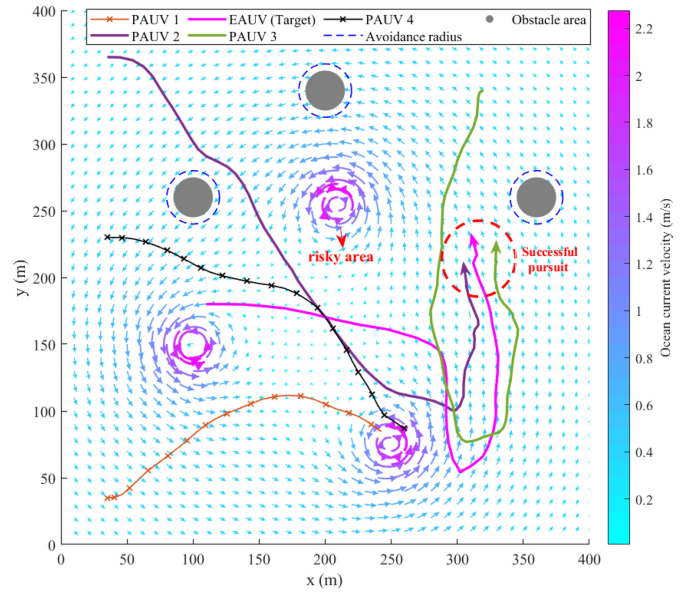 PAUV 1
EAUV (Target)
PAUV 4
Obstacle area
PAUV 2
PAUV 3
Avoidance radius
400
350
300
250
200
150
100
50
0
y (m)
risky area
Successful
pursuit
0
50
100
150
200
250
300
350
400
x (m)
2.2
2
1.8
1.6
1.4
1.2
1
0.8
0.6
0.4
0.2
Ocean current velocity (m/s)